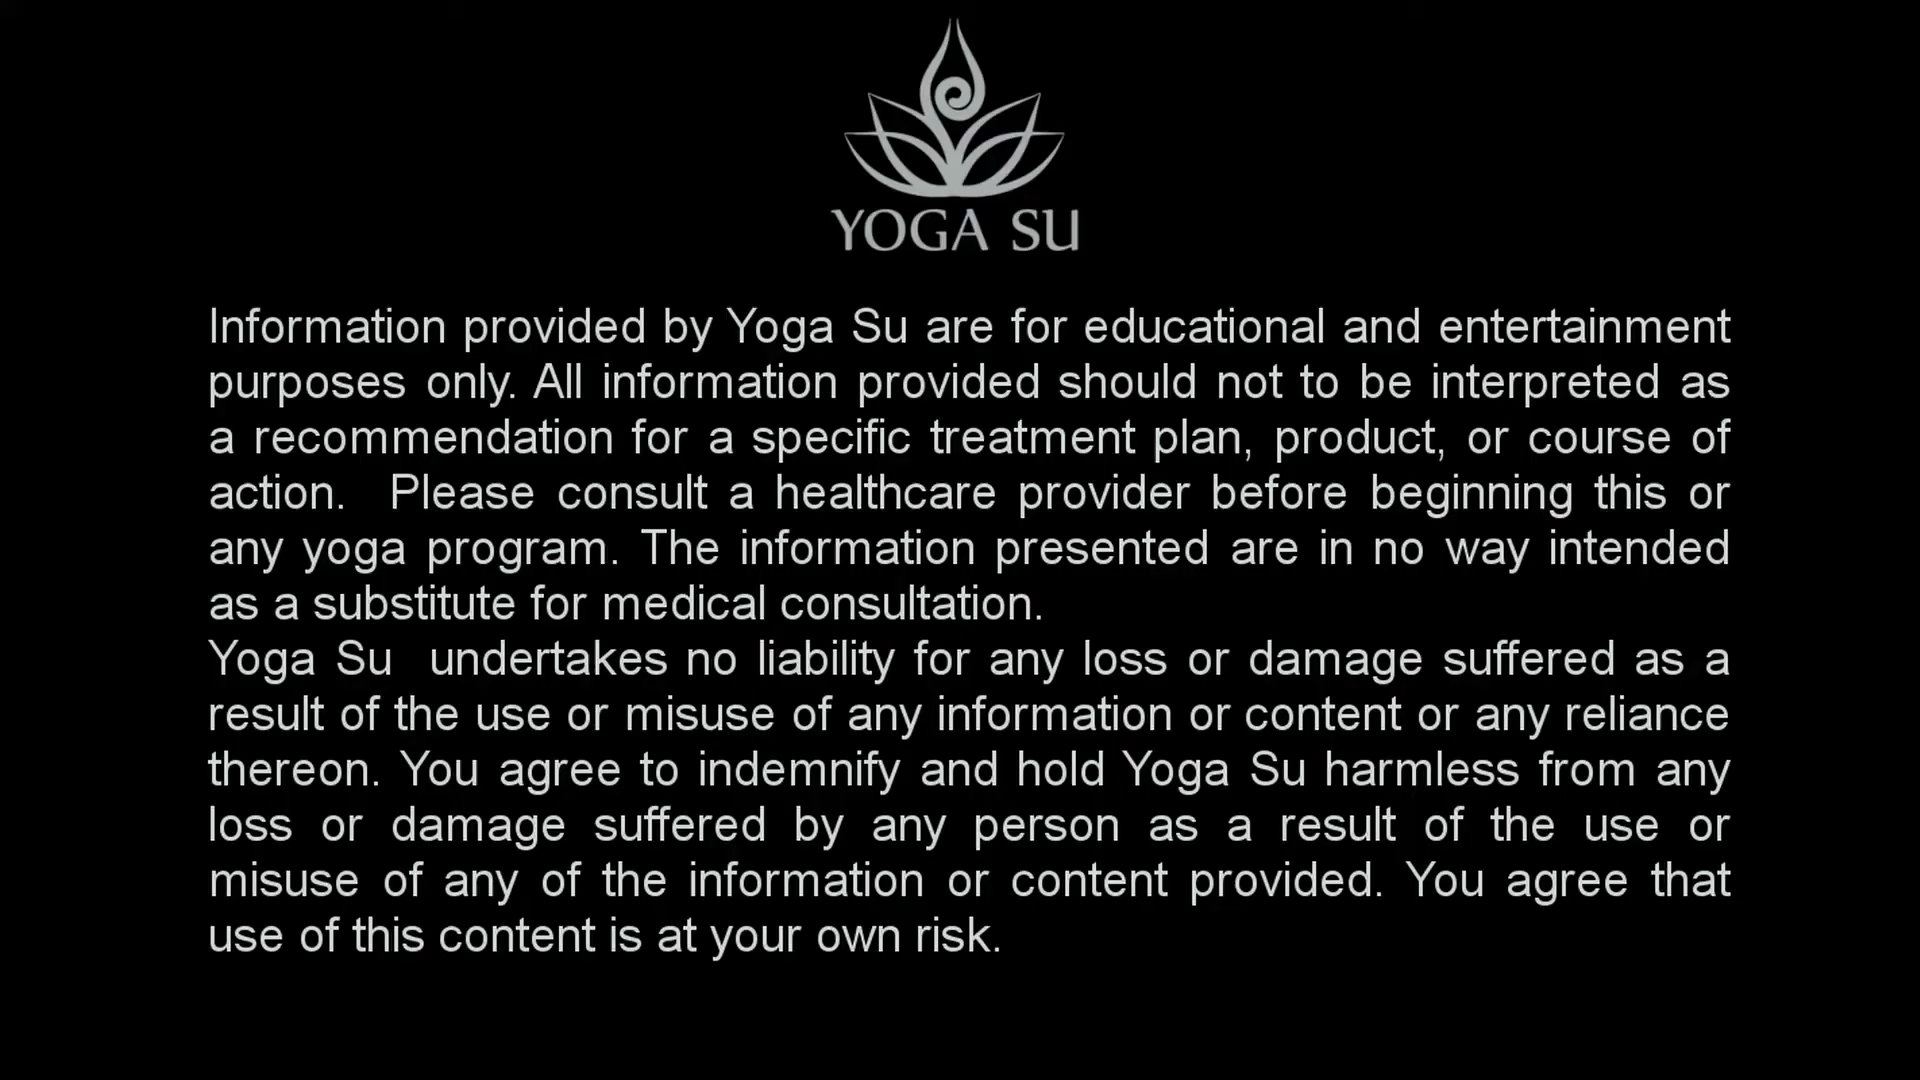 YOGA SU
Information provided by Yoga Su are for educational and entertainment
purposes only. All information provided should not to be interpreted as
a recommendation for a specific treatment plan, product, or course of
action.  Please consult a healthcare provider before beginning this or
any yoga program. The information presented are in no way intended
as a substitute for medical consultation.
Yoga Su  undertakes no liability for any loss or damage suffered as a
result of the use or misuse of any information or content or any reliance
thereon. You agree to indemnify and hold Yoga Su harmless from any
loss or damage suffered by any person as a result of the use or
misuse of any of the information or content provided. You agree that
use of this content is at your own risk.